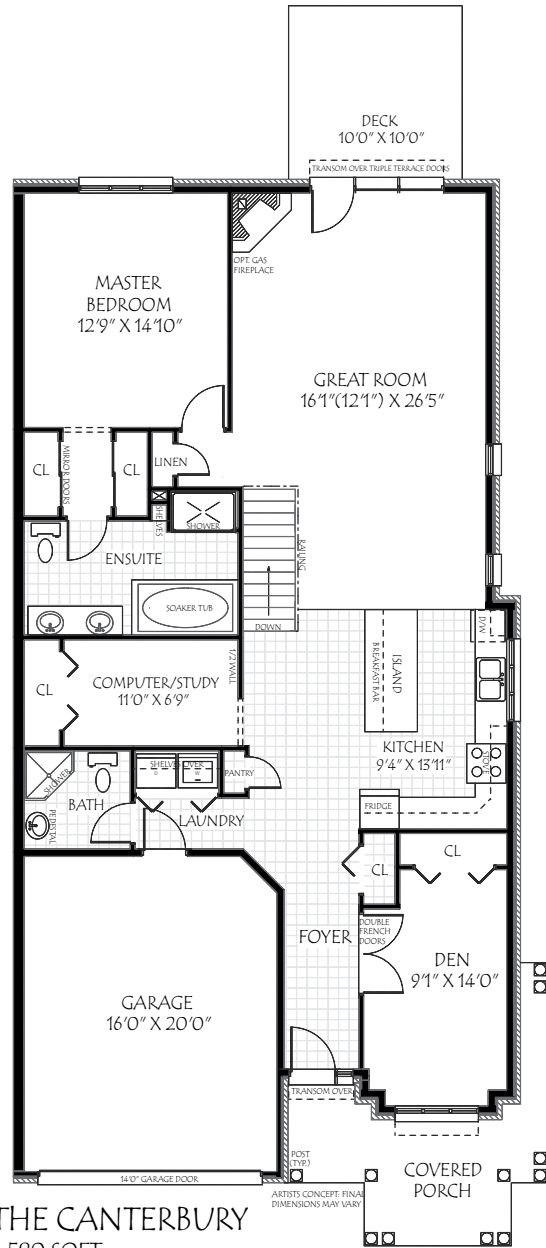 DECK
10'0" X 10'0"
TRANSOM OVER TRIPLE TERRACE DOORS
OPT. GAS
FIREPLACE
MASTER
BEDROOM
12'9" X 14'10"
GREAT ROOM
16'1"(12'1") X 26'5"
CL
MIRROR DOORS
CL
LINEN
SHELVES
SHOWER
ENSUITE
SOAKER TUB
RAILING
DOWN
D/W
ISLAND
BREAKFAST BAR
1/2 WALL
CL
COMPUTER/STUDY
11'0" X 6'9"
KITCHEN
9'4" X 13'11"
STOVE
SHELVES OVER
D
W
PANTRY
SHOWER
BATH
PEDISTAL
LAUNDRY
FRIDGE
CL
CL
FOYER
DOUBLE
FRENCH
DOORS
DEN
9'1" X 14'0"
GARAGE
16'0" X 20'0"
TRANSOM OVER
POST
(TYP.)
COVERED
PORCH
14'0" GARAGE DOOR
ARTISTS CONCEPT: FINAL
DIMENSIONS MAY VARY
THE CANTERBURY